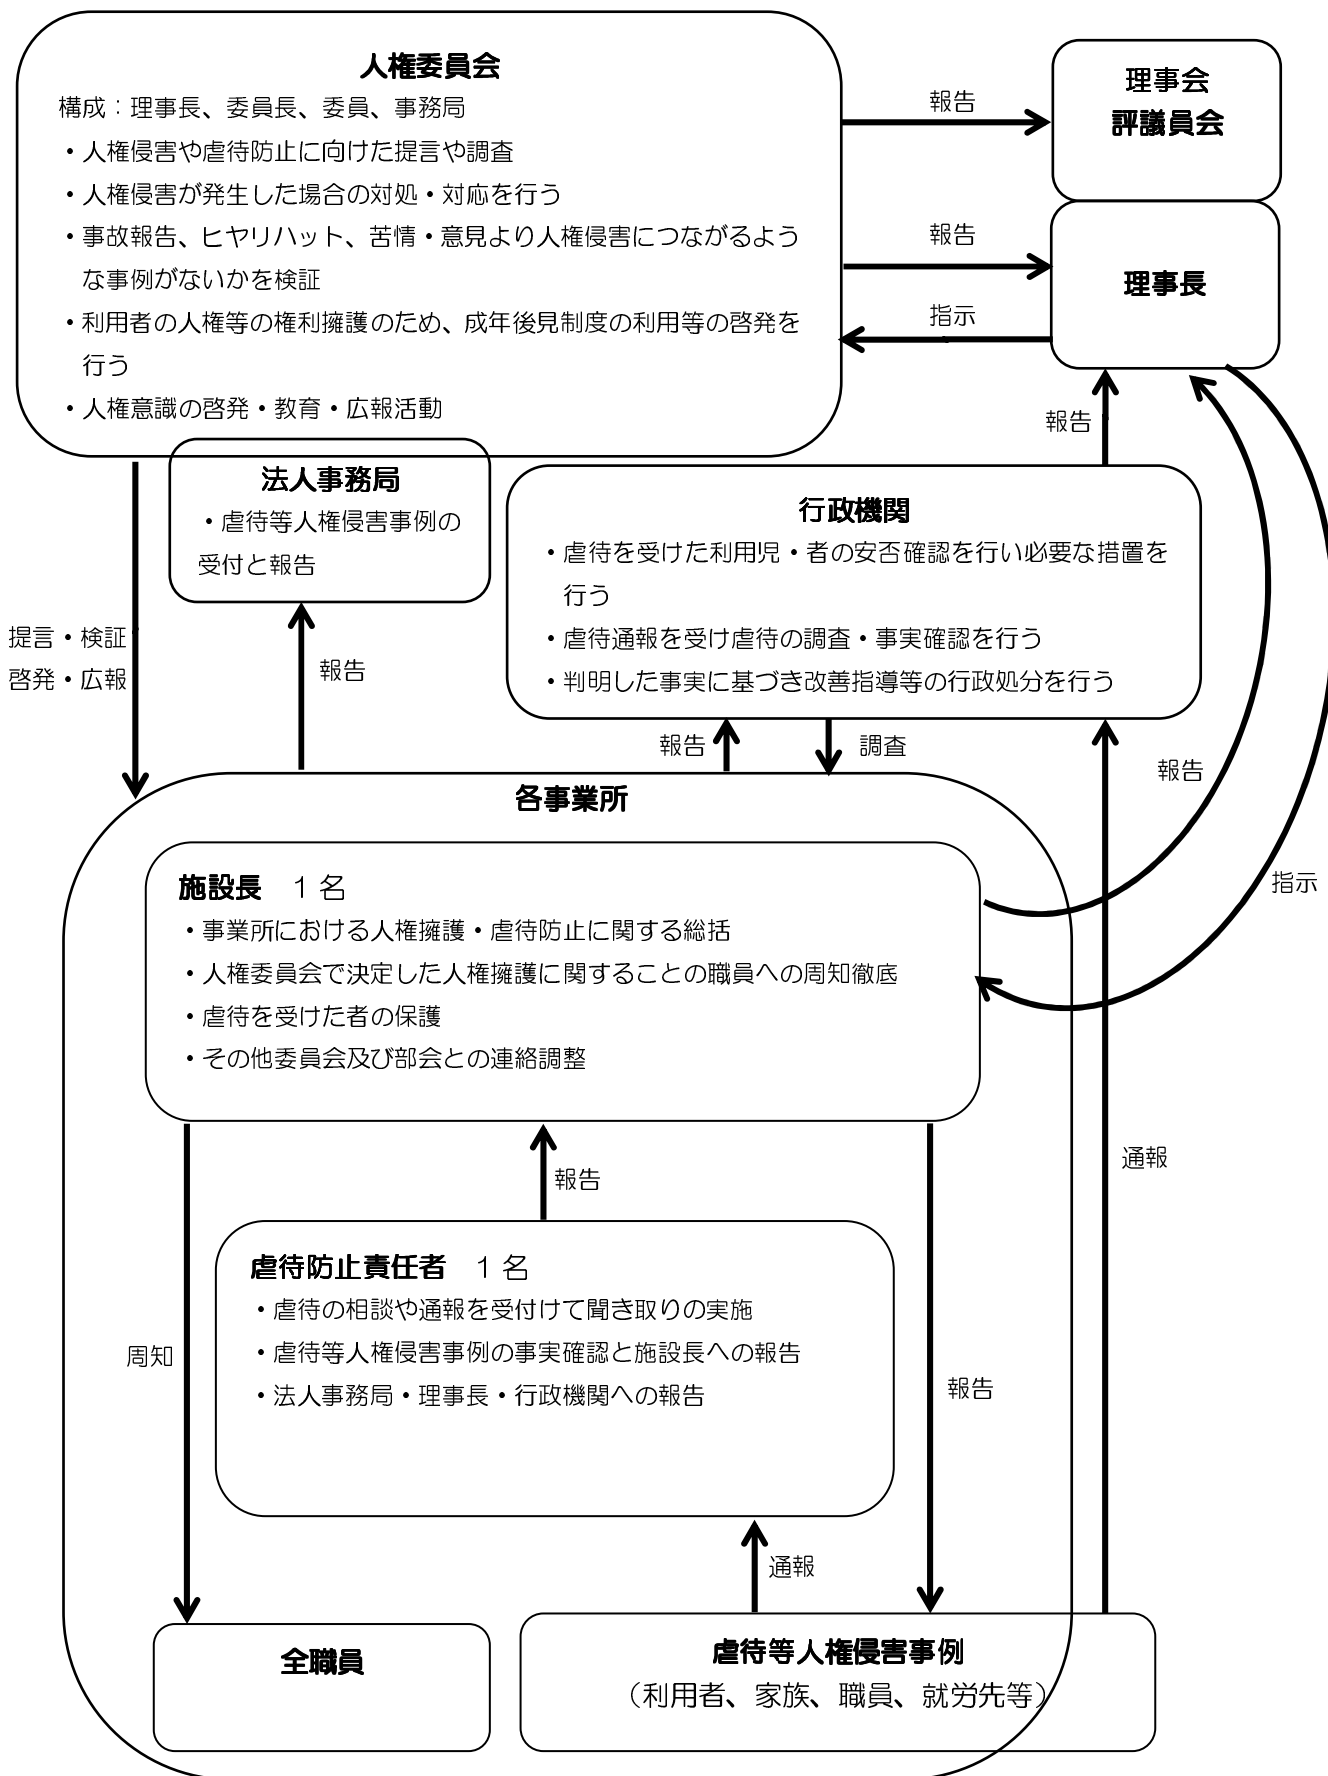 人権委員会
構成：理事長、委員長、委員、事務局
・人権侵害や虐待防止に向けた提言や調査
・人権侵害が発生した場合の対処・対応を行う
・事故報告、ヒヤリハット、苦情・意見より人権侵害につながるよう
な事例がないかを検証
・利用者の人権等の権利擁護のため、成年後見制度の利用等の啓発を
行う
・人権意識の啓発・教育・広報活動
報告
理事会
評議員会
報告
理事長
指示
報告
法人事務局
・虐待等人権侵害事例の
受付と報告
行政機関
・虐待を受けた利用児・者の安否確認を行い必要な措置を
行う
・虐待通報を受け虐待の調査・事実確認を行う
・判明した事実に基づき改善指導等の行政処分を行う
提言・検証
啓発・広報
報告
報告
調査
報告
指示
各事業所
施設長　1 名
・事業所における人権擁護・虐待防止に関する総括
・人権委員会で決定した人権擁護に関することの職員への周知徹底
・虐待を受けた者の保護
・その他委員会及び部会との連絡調整
報告
通報
虐待防止責任者　1 名
・虐待の相談や通報を受付けて聞き取りの実施
・虐待等人権侵害事例の事実確認と施設長への報告
・法人事務局・理事長・行政機関への報告
周知
報告
通報
全職員
虐待等人権侵害事例
（利用者、家族、職員、就労先等）